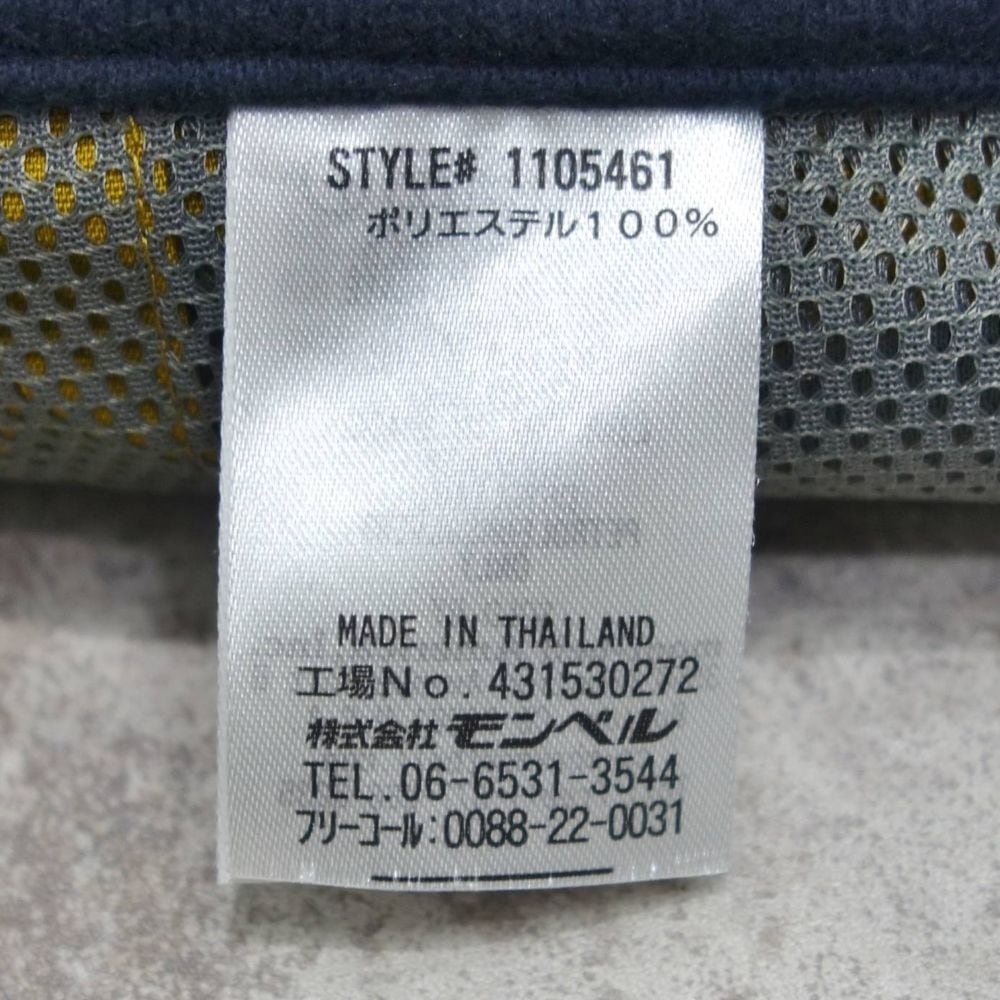 STYLE# 1105461
ポリエステル100%
MADE IN THAILAND
工場No. 431530272
株式会社 モンベル
TEL.06-6531-3544
フリーコール:0088-22-0031